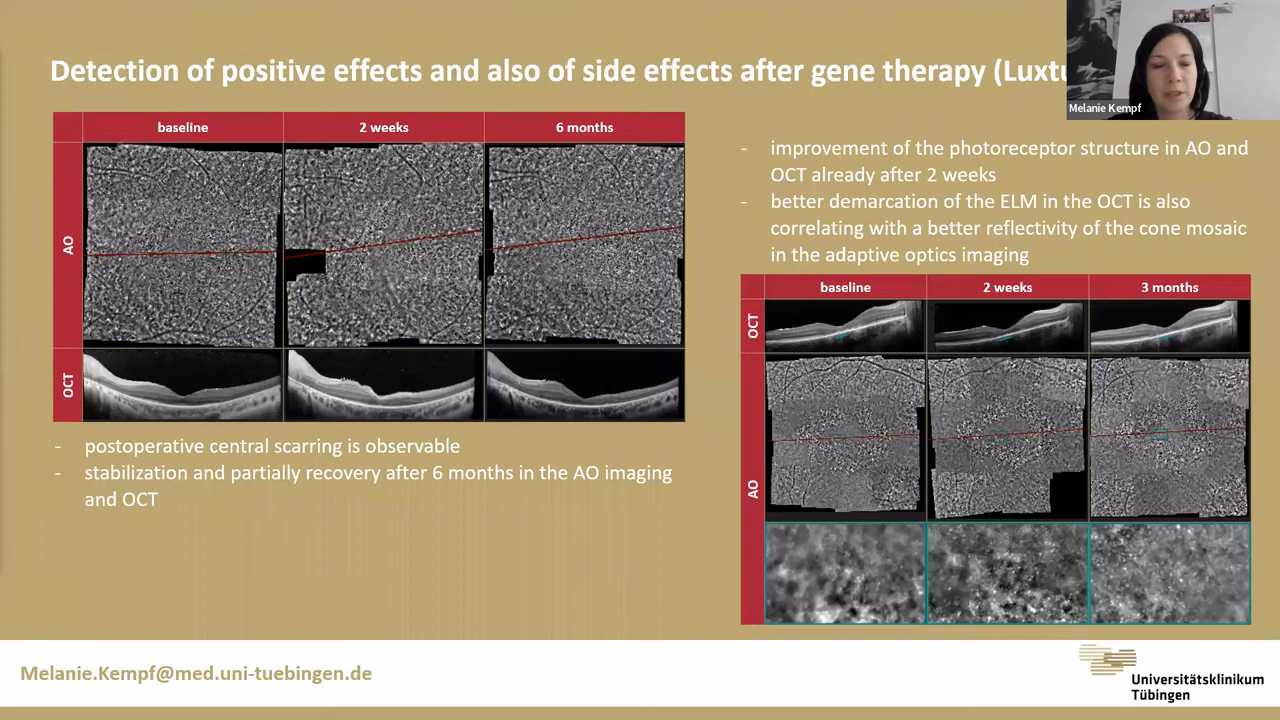 Detection of positive effects and also of side effects after gene therapy
Melanie Kempf
baseline 2 weeks 6 months
AO
OCT
- postoperative central scarring is observable
- stabilization and partially recovery after 6 months in the AO imaging
and OCT
- improvement of the photoreceptor structure in AO and
OCT already after 2 weeks
- better demarcation of the ELM in the OCT is also
correlating with a better reflectivity of the cone mosaic
in the adaptive optics imaging
baseline 2 weeks 3 months
OCT
AO
Melanie.Kempf@med.uni-tuebingen.de
Universitätsklinikum
Tübingen